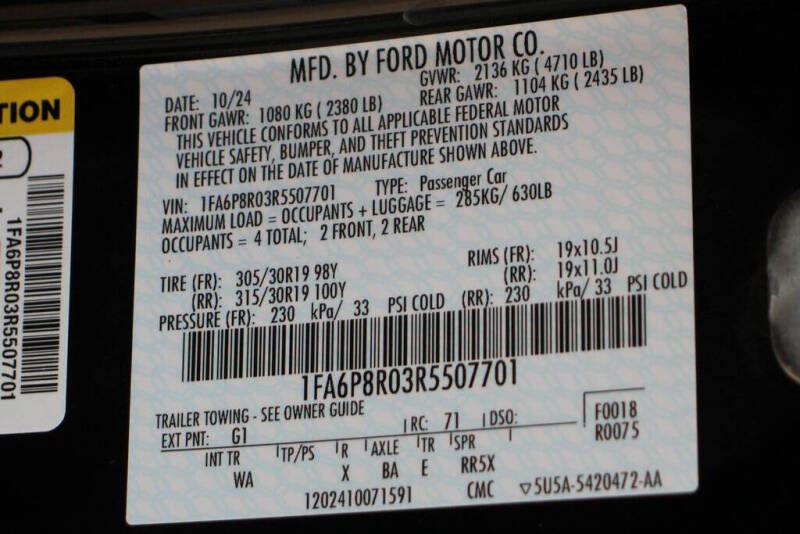 TION
1FA6P8R03R5507701
MFD. BY FORD MOTOR CO.
DATE: 10/24 GVWR: 2136 KG ( 4710 LB)
FRONT GAWR: 1080 KG ( 2380 LB) REAR GAWR: 1104 KG ( 2435 LB)
THIS VEHICLE CONFORMS TO ALL APPLICABLE FEDERAL MOTOR
VEHICLE SAFETY, BUMPER, AND THEFT PREVENTION STANDARDS
IN EFFECT ON THE DATE OF MANUFACTURE SHOWN ABOVE.
VIN: 1FA6P8R03R5507701 TYPE: Passenger Car
MAXIMUM LOAD = OCCUPANTS + LUGGAGE = 285KG/ 630LB
OCCUPANTS = 4 TOTAL; 2 FRONT, 2 REAR
TIRE (FR): 305/30R19 98Y RIMS (FR): 19x10.5J
(RR): 315/30R19 100Y (RR): 19x11.0J
PRESSURE (FR): 230 kPa/ 33 PSI COLD (RR): 230 kPa/ 33 PSI COLD
1FA6P8R03R5507701
TRAILER TOWING - SEE OWNER GUIDE
EXT PNT: G1 RC: 71 DSO: F0018
R0075
INT TR TP/PS R AXLE TR SPR
WA X BA E RR5X
1202410071591 CMC ▽5U5A-5420472-AA